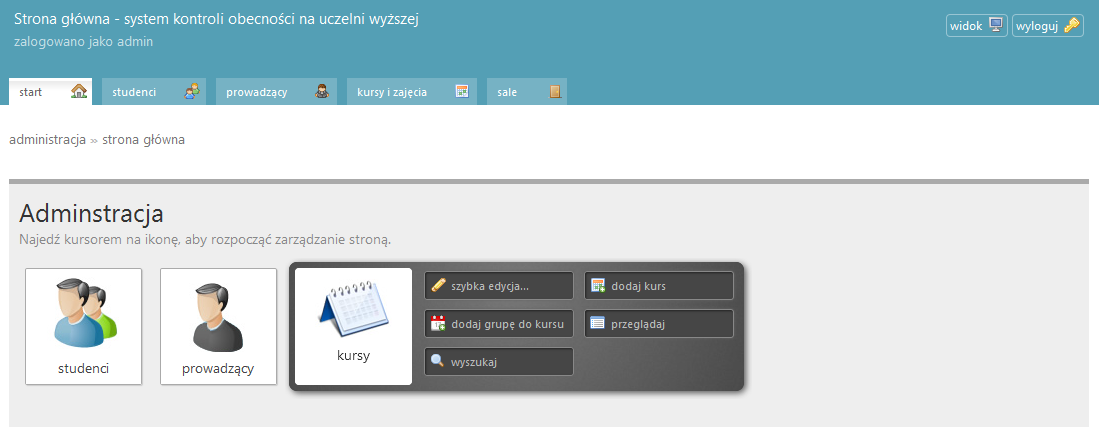 Strona główna - system kontroli obecności na uczelni wyższej
zalogowano jako admin
widok
wyloguj
start
studenci
prowadzący
kursy i zajęcia
sale
administracja » strona główna
Adminstracja
Najedź kursorem na ikonę, aby rozpocząć zarządzanie stroną.
studenci
prowadzący
kursy
szybka edycja...
dodaj kurs
dodaj grupę do kursu
przeglądaj
wyszukaj